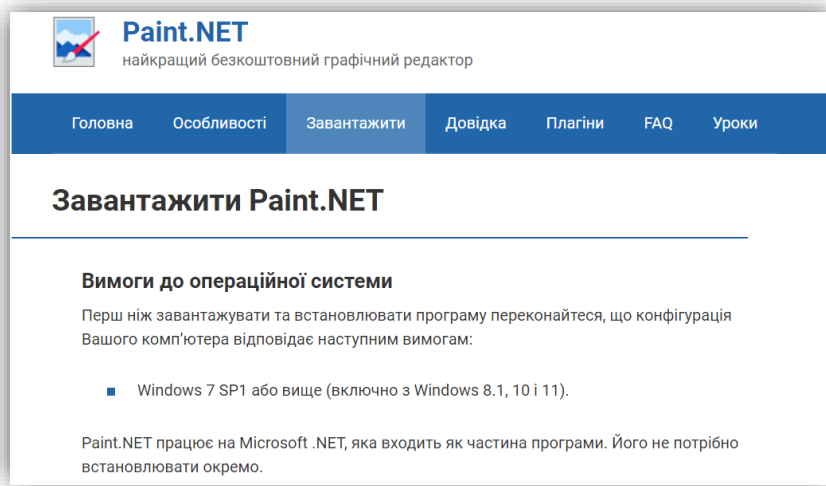 Paint.NET
найкращий безкоштовний графічний редактор
Головна Особливості Завантажити Довідка Плагіни FAQ Уроки
Завантажити Paint.NET
Вимоги до операційної системи
Перш ніж завантажувати та встановлювати програму переконайтеся, що конфігурація
Вашого комп’ютера відповідає наступним вимогам:
Windows 7 SP1 або вище (включно з Windows 8.1, 10 і 11).
Paint.NET працює на Microsoft .NET, яка входить як частина програми. Його не потрібно
встановлювати окремо.